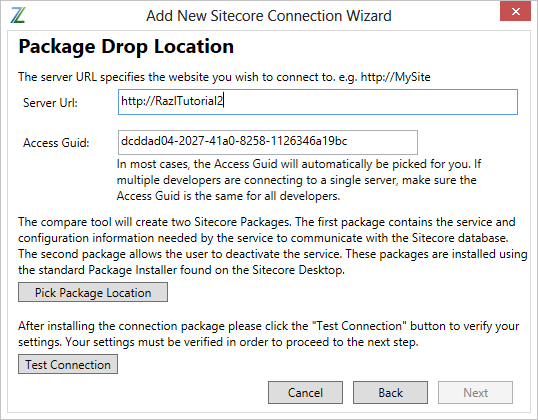 Add New Sitecore Connection Wizard
Package Drop Location
The server URL specifies the website you wish to connect to. e.g. http://MySite
Server Url: http://RazlTutorial2
Access Guid: dcddad04-2027-41a0-8258-1126346a19bc
In most cases, the Access Guid will automatically be picked for you. If
multiple developers are connecting to a single server, make sure the
Access Guid is the same for all developers.
The compare tool will create two Sitecore Packages. The first package contains the service and
configuration information needed by the service to communicate with the Sitecore database.
The second package allows the user to deactivate the service. These packages are installed using
the standard Package Installer found on the Sitecore Desktop.
Pick Package Location
After installing the connection package please click the "Test Connection" button to verify your
settings. Your settings must be verified in order to proceed to the next step.
Test Connection
Cancel Back Next